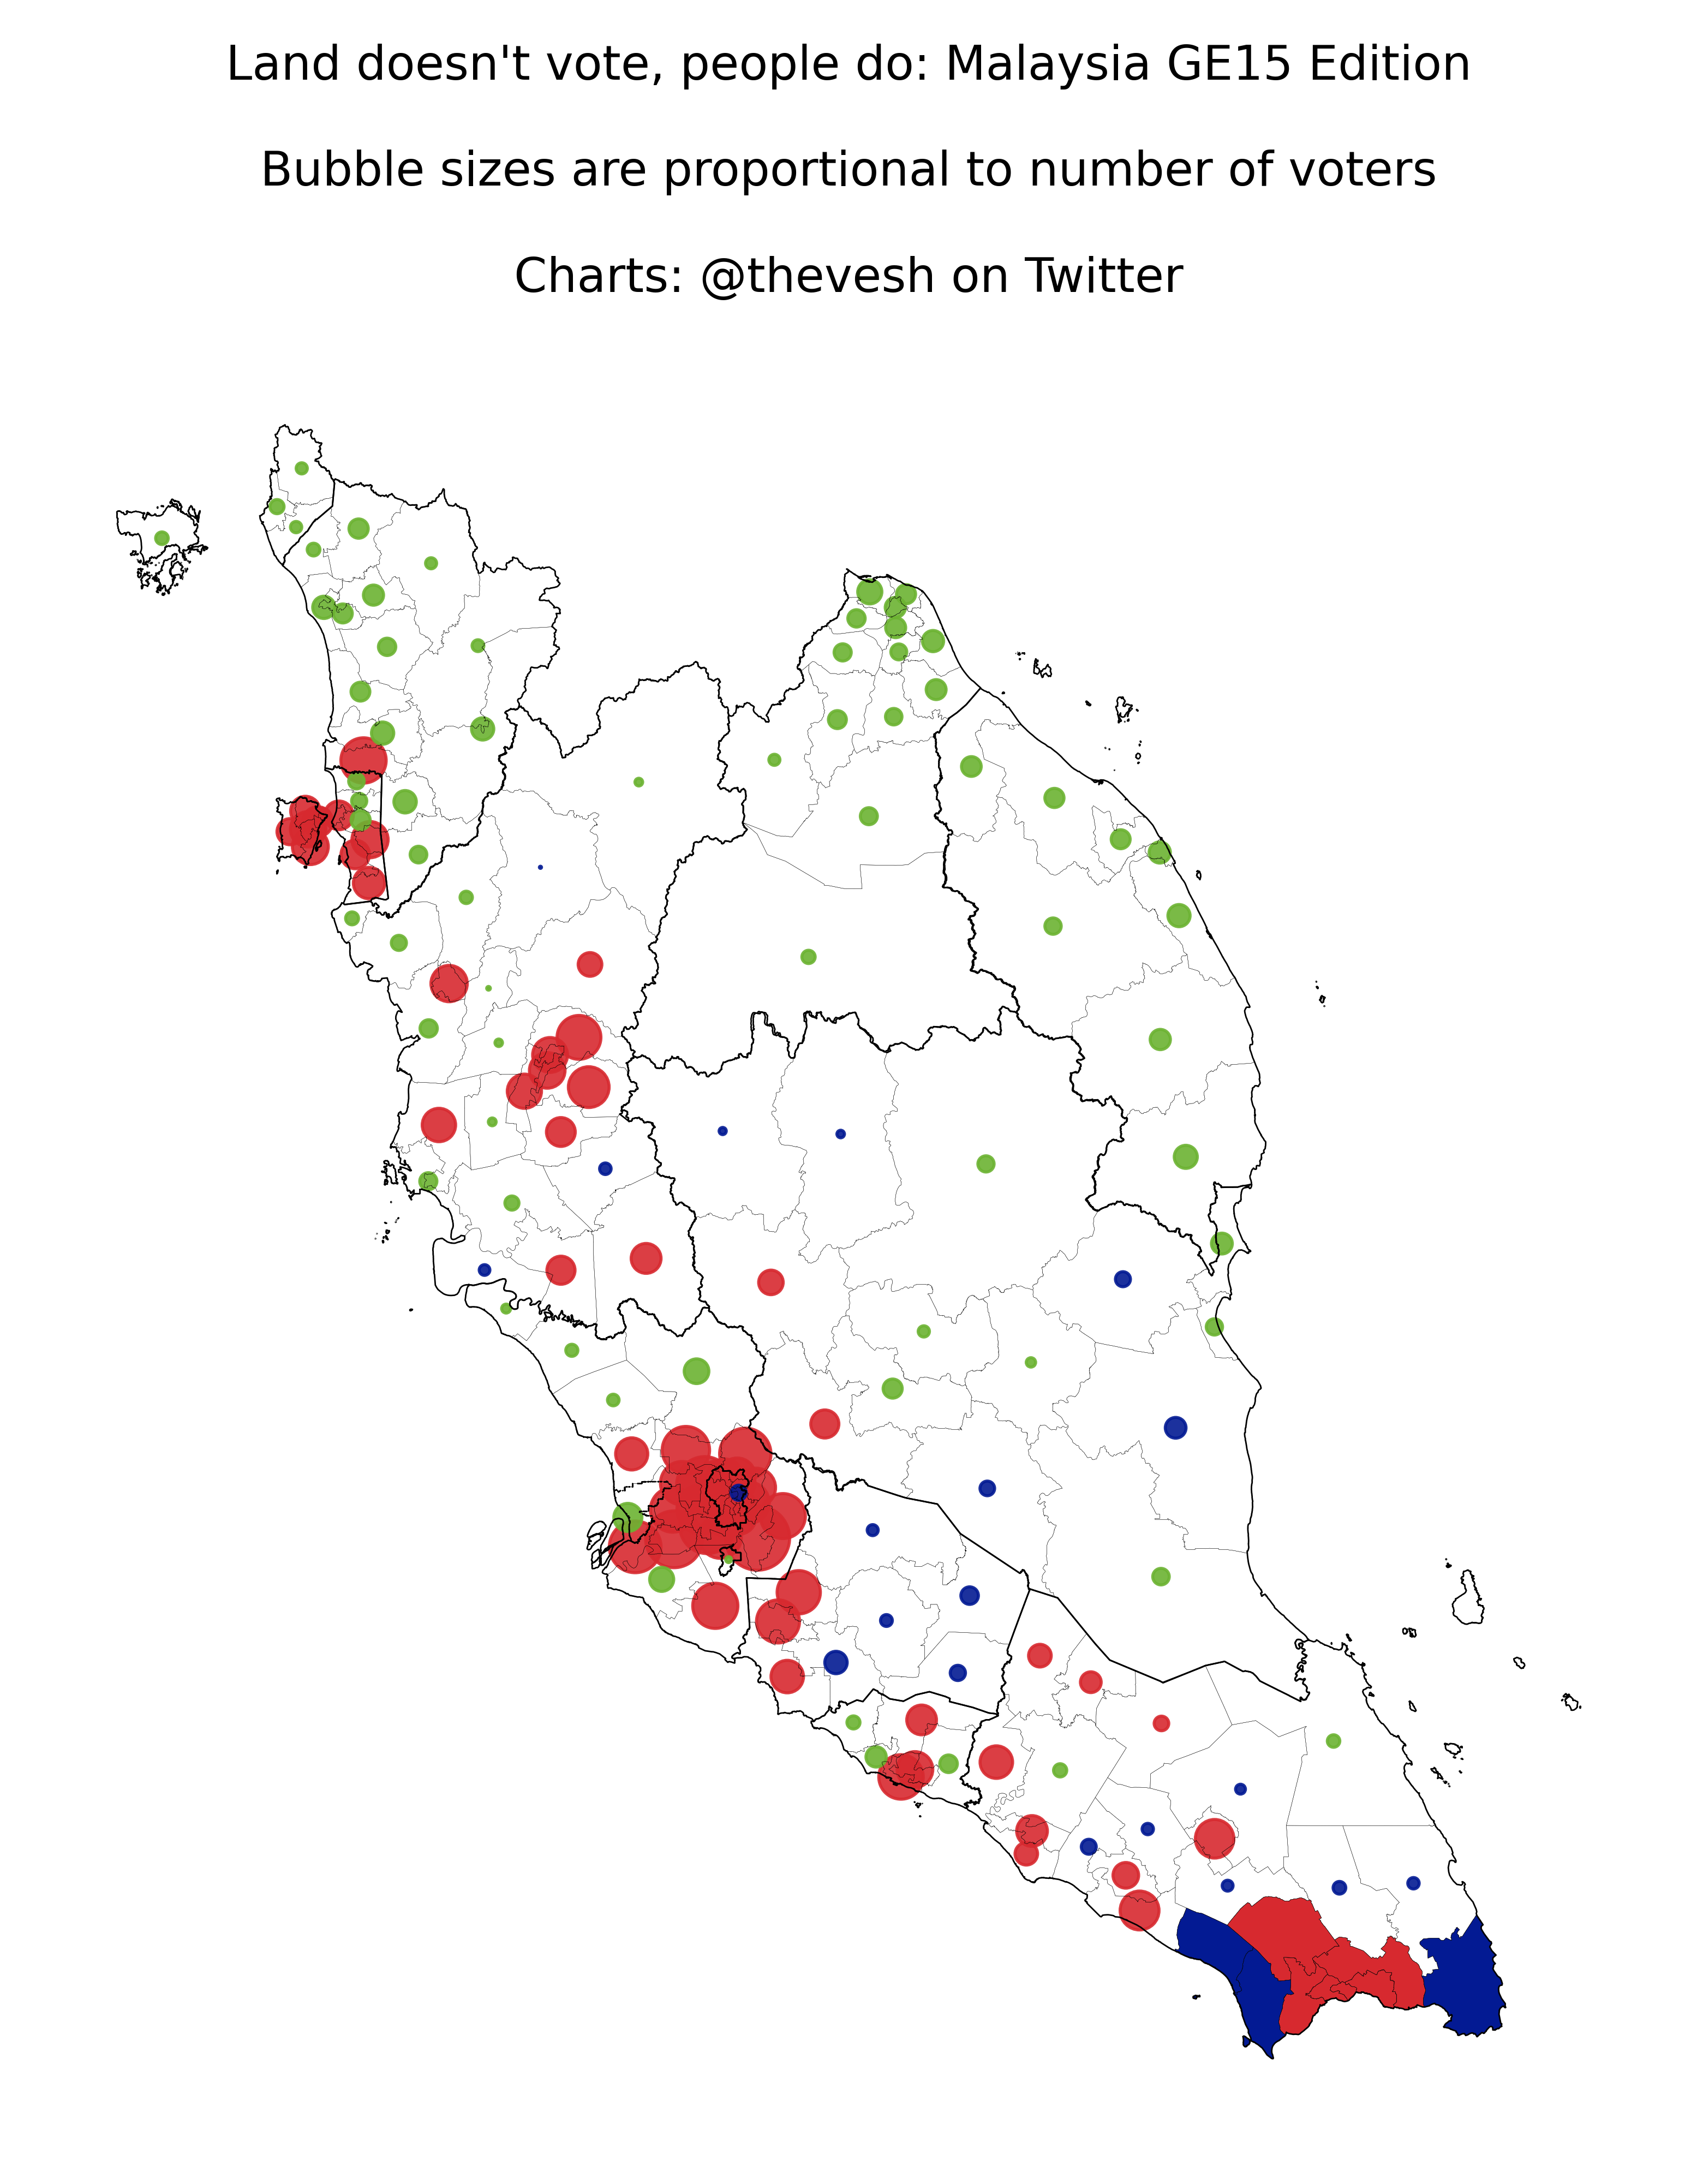 Land doesn't vote, people do: Malaysia GE15 Edition
Bubble sizes are proportional to number of voters
Charts: @thevesh on Twitter